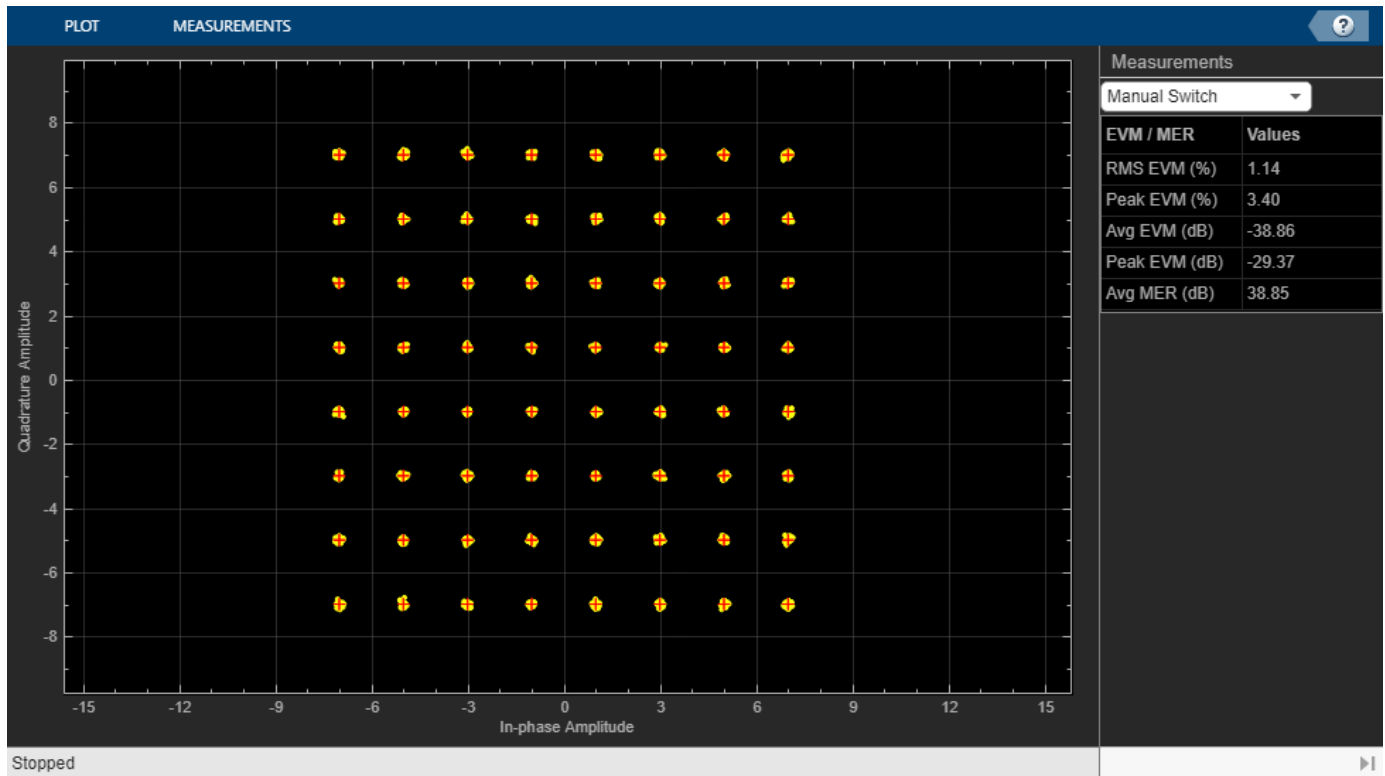 PLOT MEASUREMENTS ?
Measurements
Manual Switch
EVM / MER Values
RMS EVM (%) 1.14
Peak EVM (%) 3.40
Avg EVM (dB) -38.86
Peak EVM (dB) -29.37
Avg MER (dB) 38.85
Quadrature Amplitude
8
6
4
2
0
-2
-4
-6
-8
-15 -12 -9 -6 -3 0 3 6 9 12 15
In-phase Amplitude
Stopped